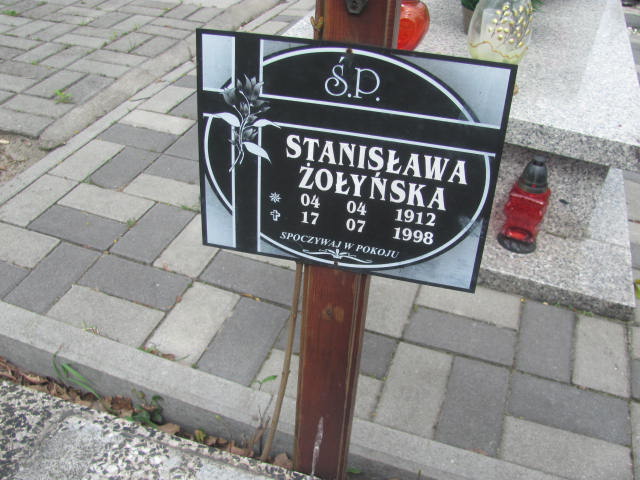 Ś.P.
STANISŁAWA
ŻOŁYŃSKA
04 04 1912
17 07 1998
SPOCZYWAJ W POKOJU